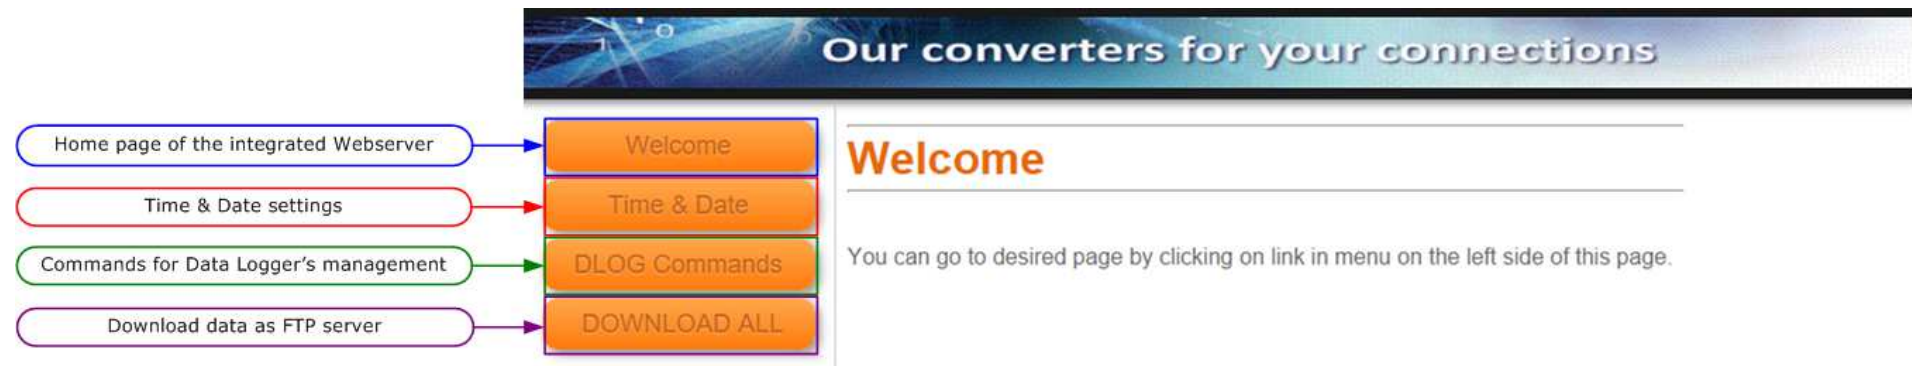 Our converters for your connections
Home page of the integrated Webserver
Welcome
Time & Date settings
Time & Date
Commands for Data Logger's management
DLOG Commands
Download data as FTP server
DOWNLOAD ALL
Welcome
You can go to desired page by clicking on link in menu on the left side of this page.